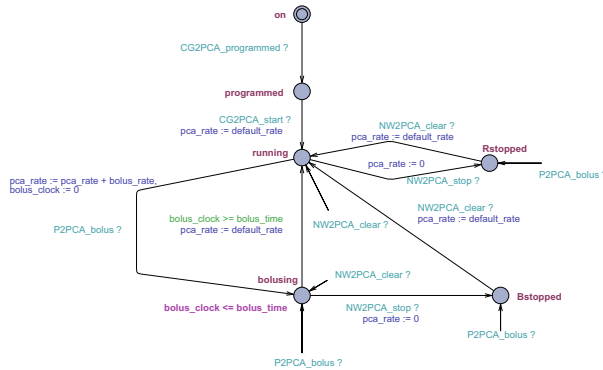 on
CG2PCA_programmed ?
programmed
CG2PCA_start ?
pca_rate := default_rate
running
NW2PCA_clear ?
pca_rate := default_rate
Rstopped
pca_rate := 0
NW2PCA_stop ?
P2PCA_bolus ?
pca_rate := pca_rate + bolus_rate,
bolus_clock := 0
P2PCA_bolus ?
bolus_clock >= bolus_time
pca_rate := default_rate
NW2PCA_clear ?
NW2PCA_clear ?
pca_rate := default_rate
bolusing
NW2PCA_clear ?
bolus_clock <= bolus_time
NW2PCA_stop ?
pca_rate := 0
Bstopped
P2PCA_bolus ?
P2PCA_bolus ?